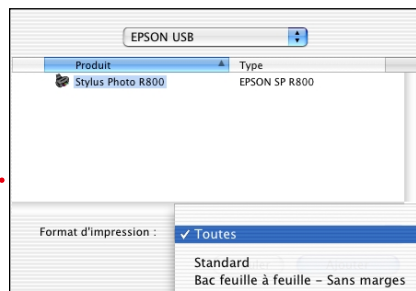 EPSON USB
Produit Type
Stylus Photo R800 EPSON SP R800
Format d'impression :
✓ Toutes
Standard
Bac feuille à feuille – Sans marges